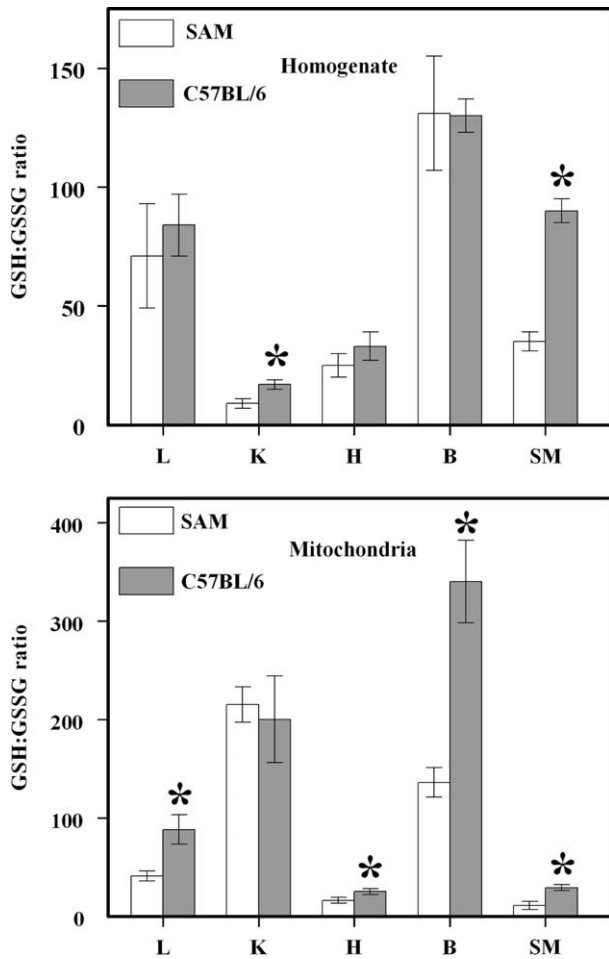 SAM
Homogenate
C57BL/6
GSH:GSSG ratio
150
100
50
0
*
*
L K H B SM
SAM
Mitochondria
C57BL/6
GSH:GSSG ratio
400
300
200
100
0
*
*
*
*
L K H B SM